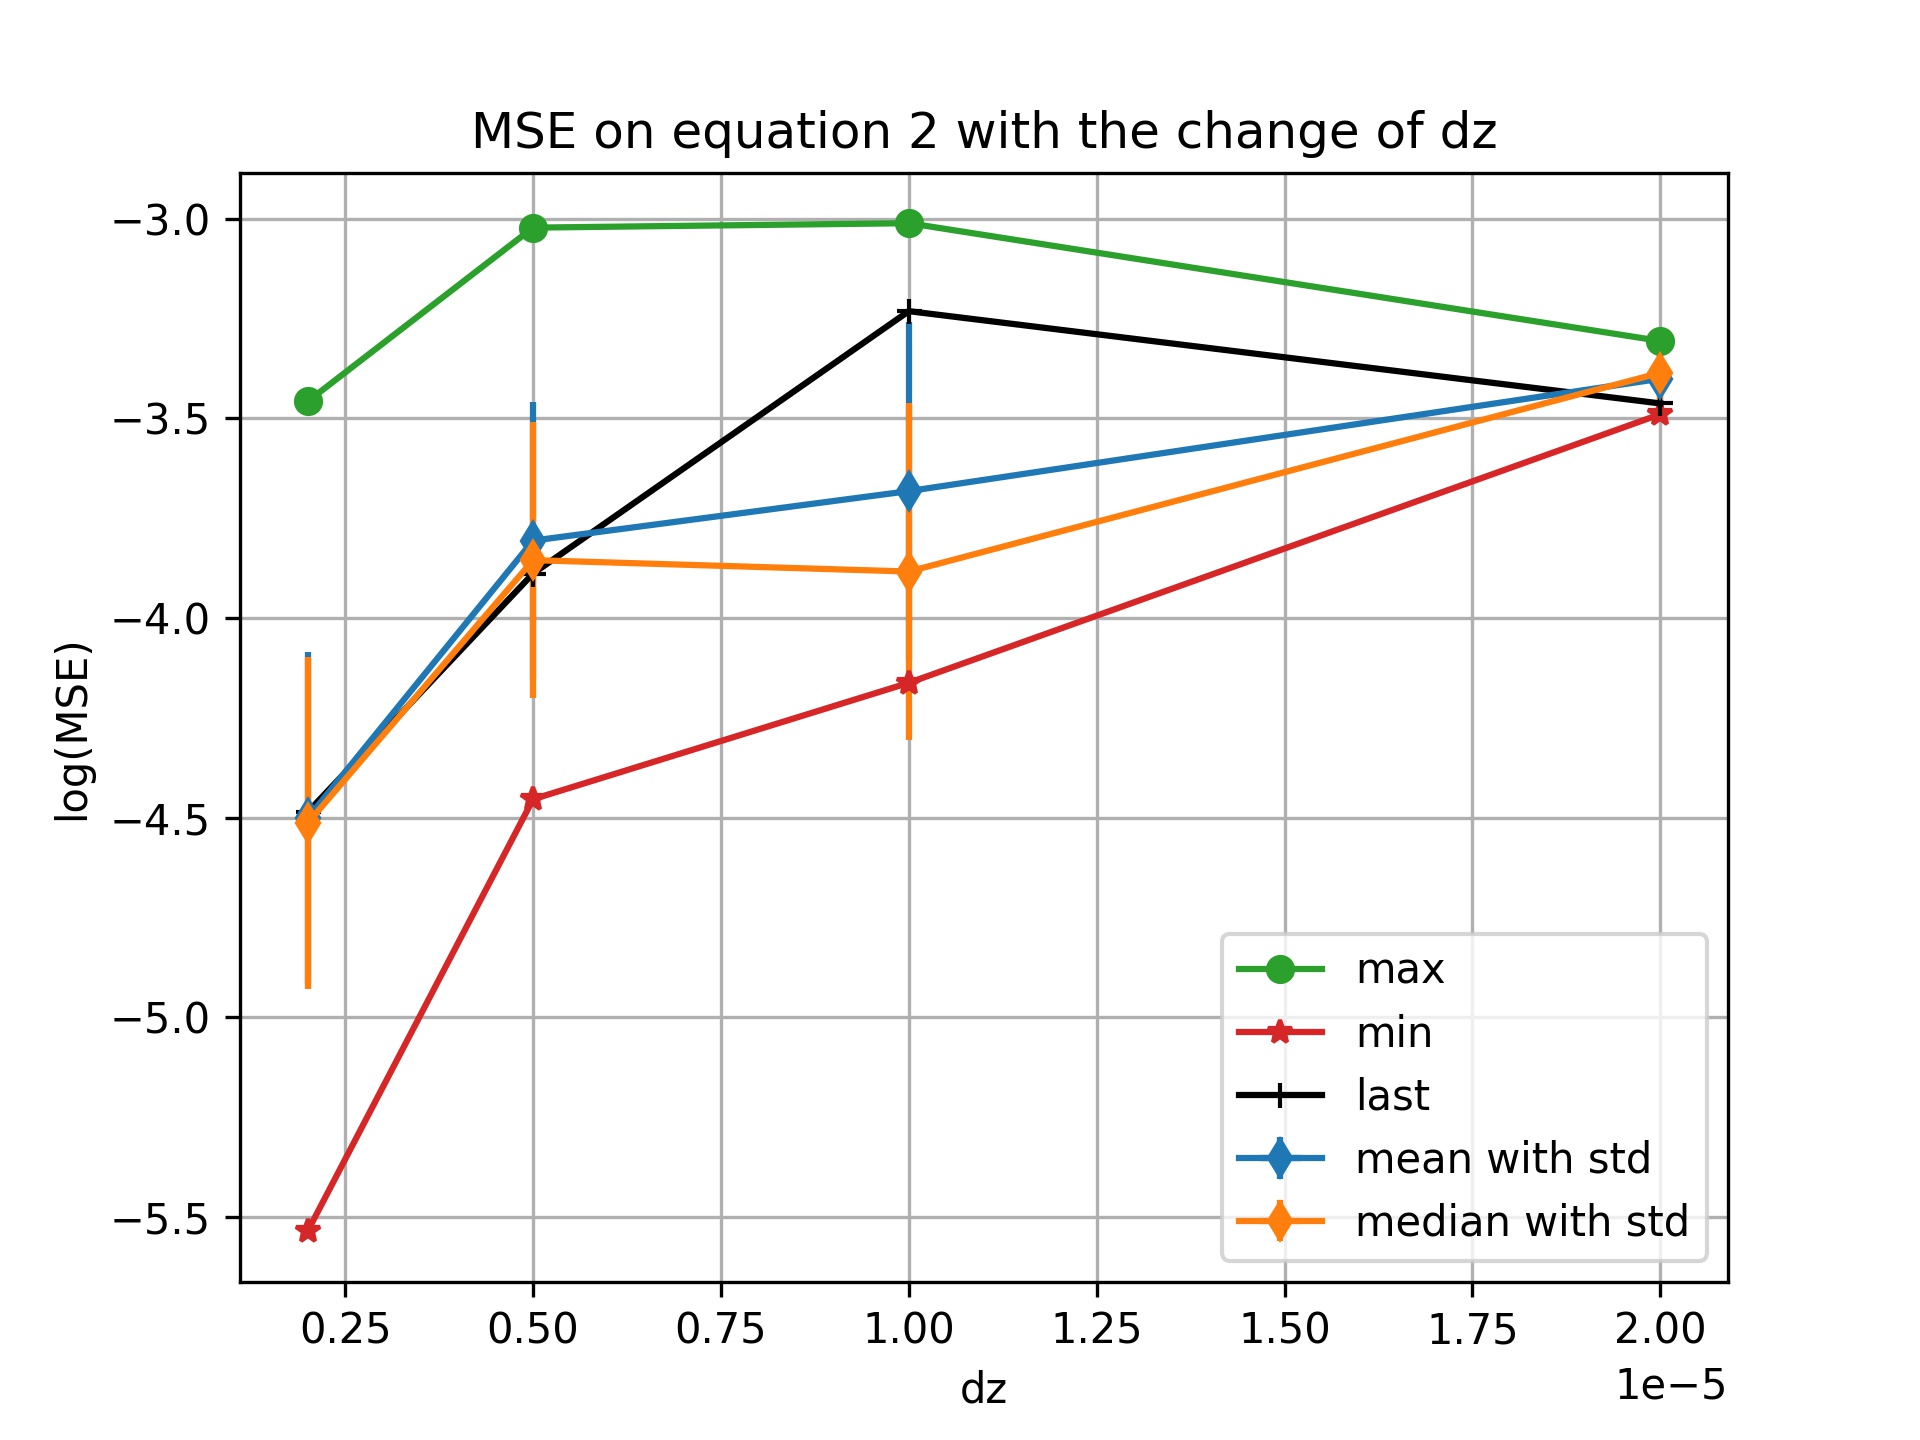 MSE on equation 2 with the change of dz
−3.0
−3.5
−4.0
−4.5
−5.0
−5.5
log(MSE)
max
min
last
mean with std
median with std
0.25 0.50 0.75 1.00 1.25 1.50 1.75 2.00
1e−5
dz